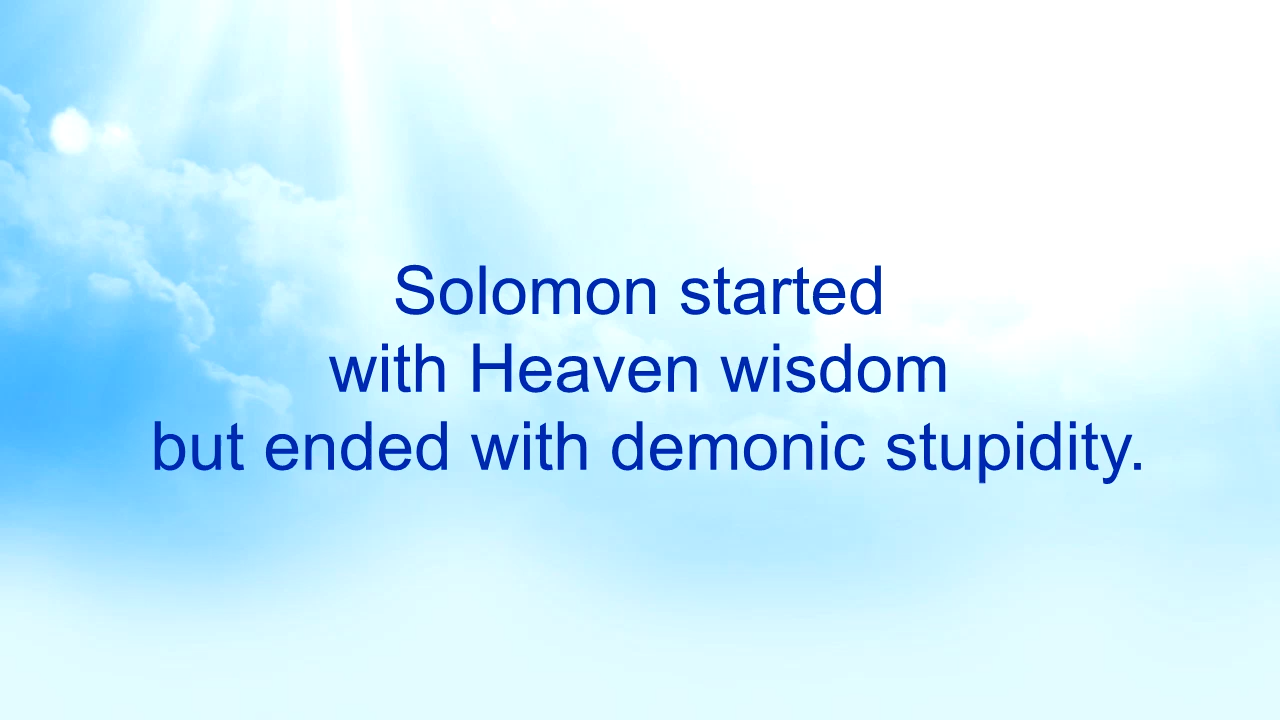 Solomon started
with Heaven wisdom
but ended with demonic stupidity.